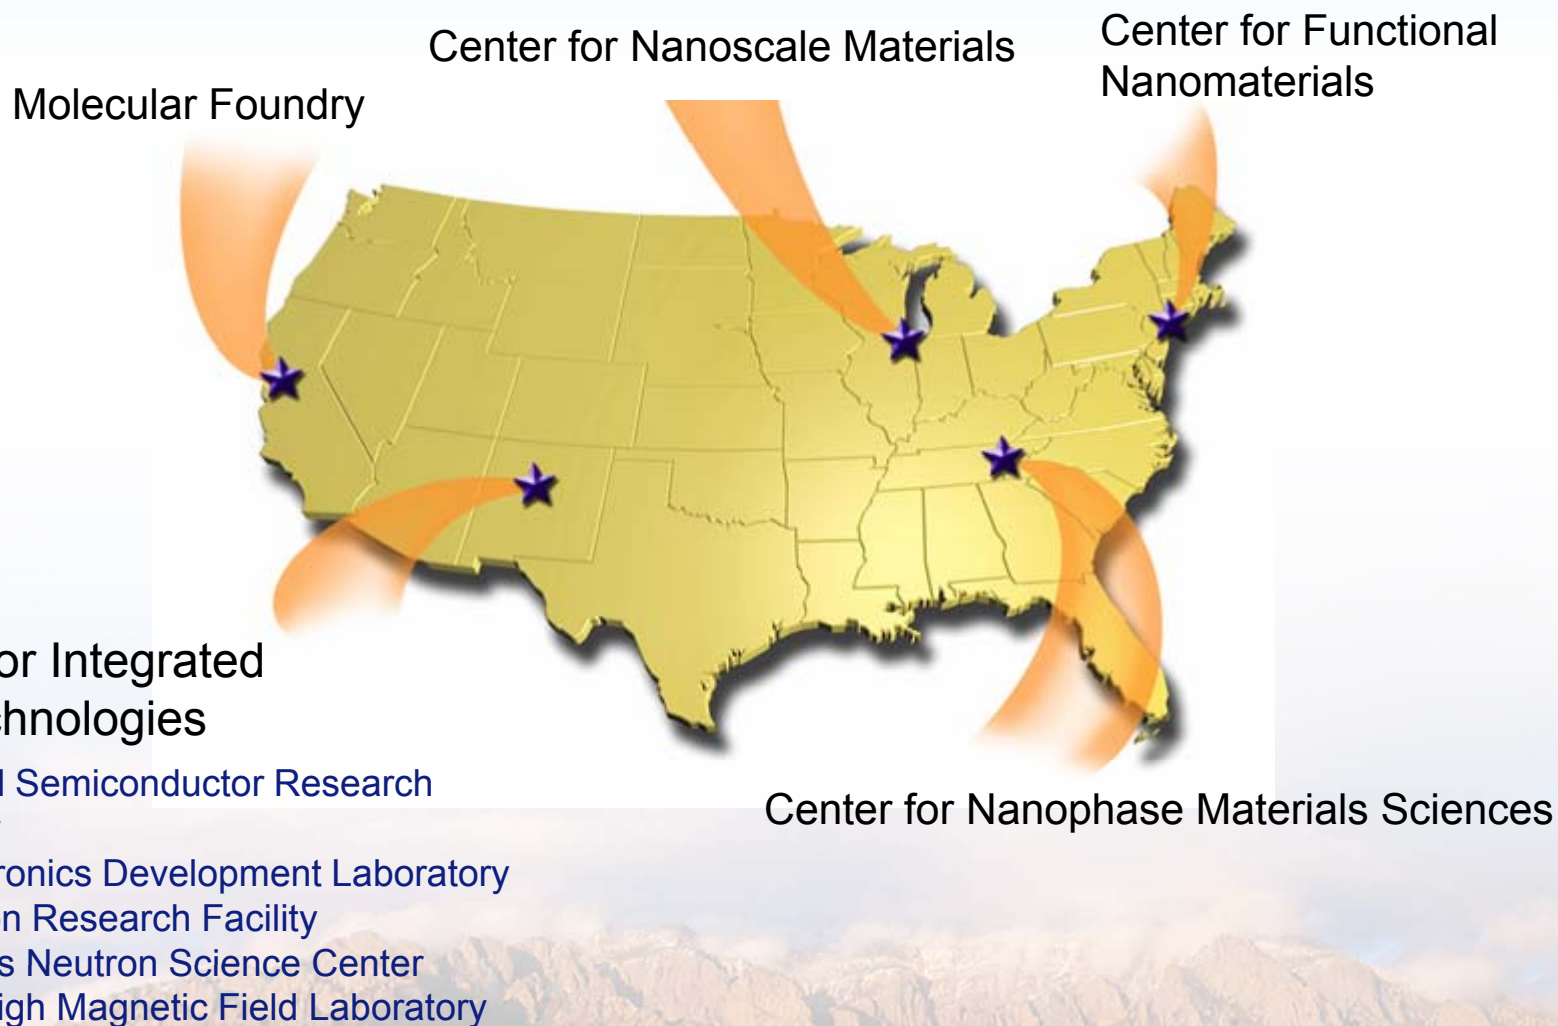 Center for Nanoscale Materials
Center for Functional
Nanomaterials
Molecular Foundry
or Integrated
chnologies
l Semiconductor Research
ronics Development Laboratory
on Research Facility
s Neutron Science Center
igh Magnetic Field Laboratory
Center for Nanophase Materials Sciences